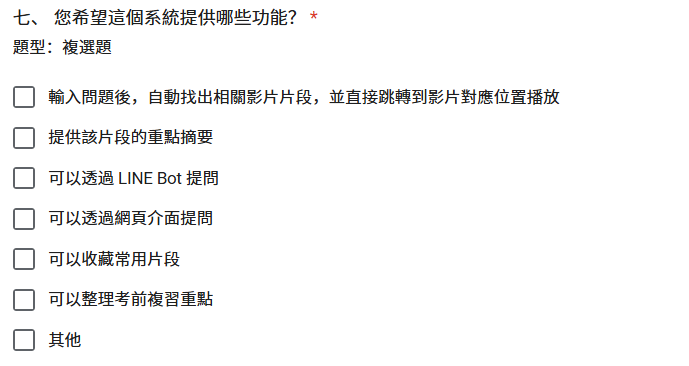 七、 您希望這個系統提供哪些功能？ *
題型：複選題
輸入問題後，自動找出相關影片片段，並直接跳轉到影片對應位置播放
提供該片段的重點摘要
可以透過 LINE Bot 提問
可以透過網頁介面提問
可以收藏常用片段
可以整理考前複習重點
其他